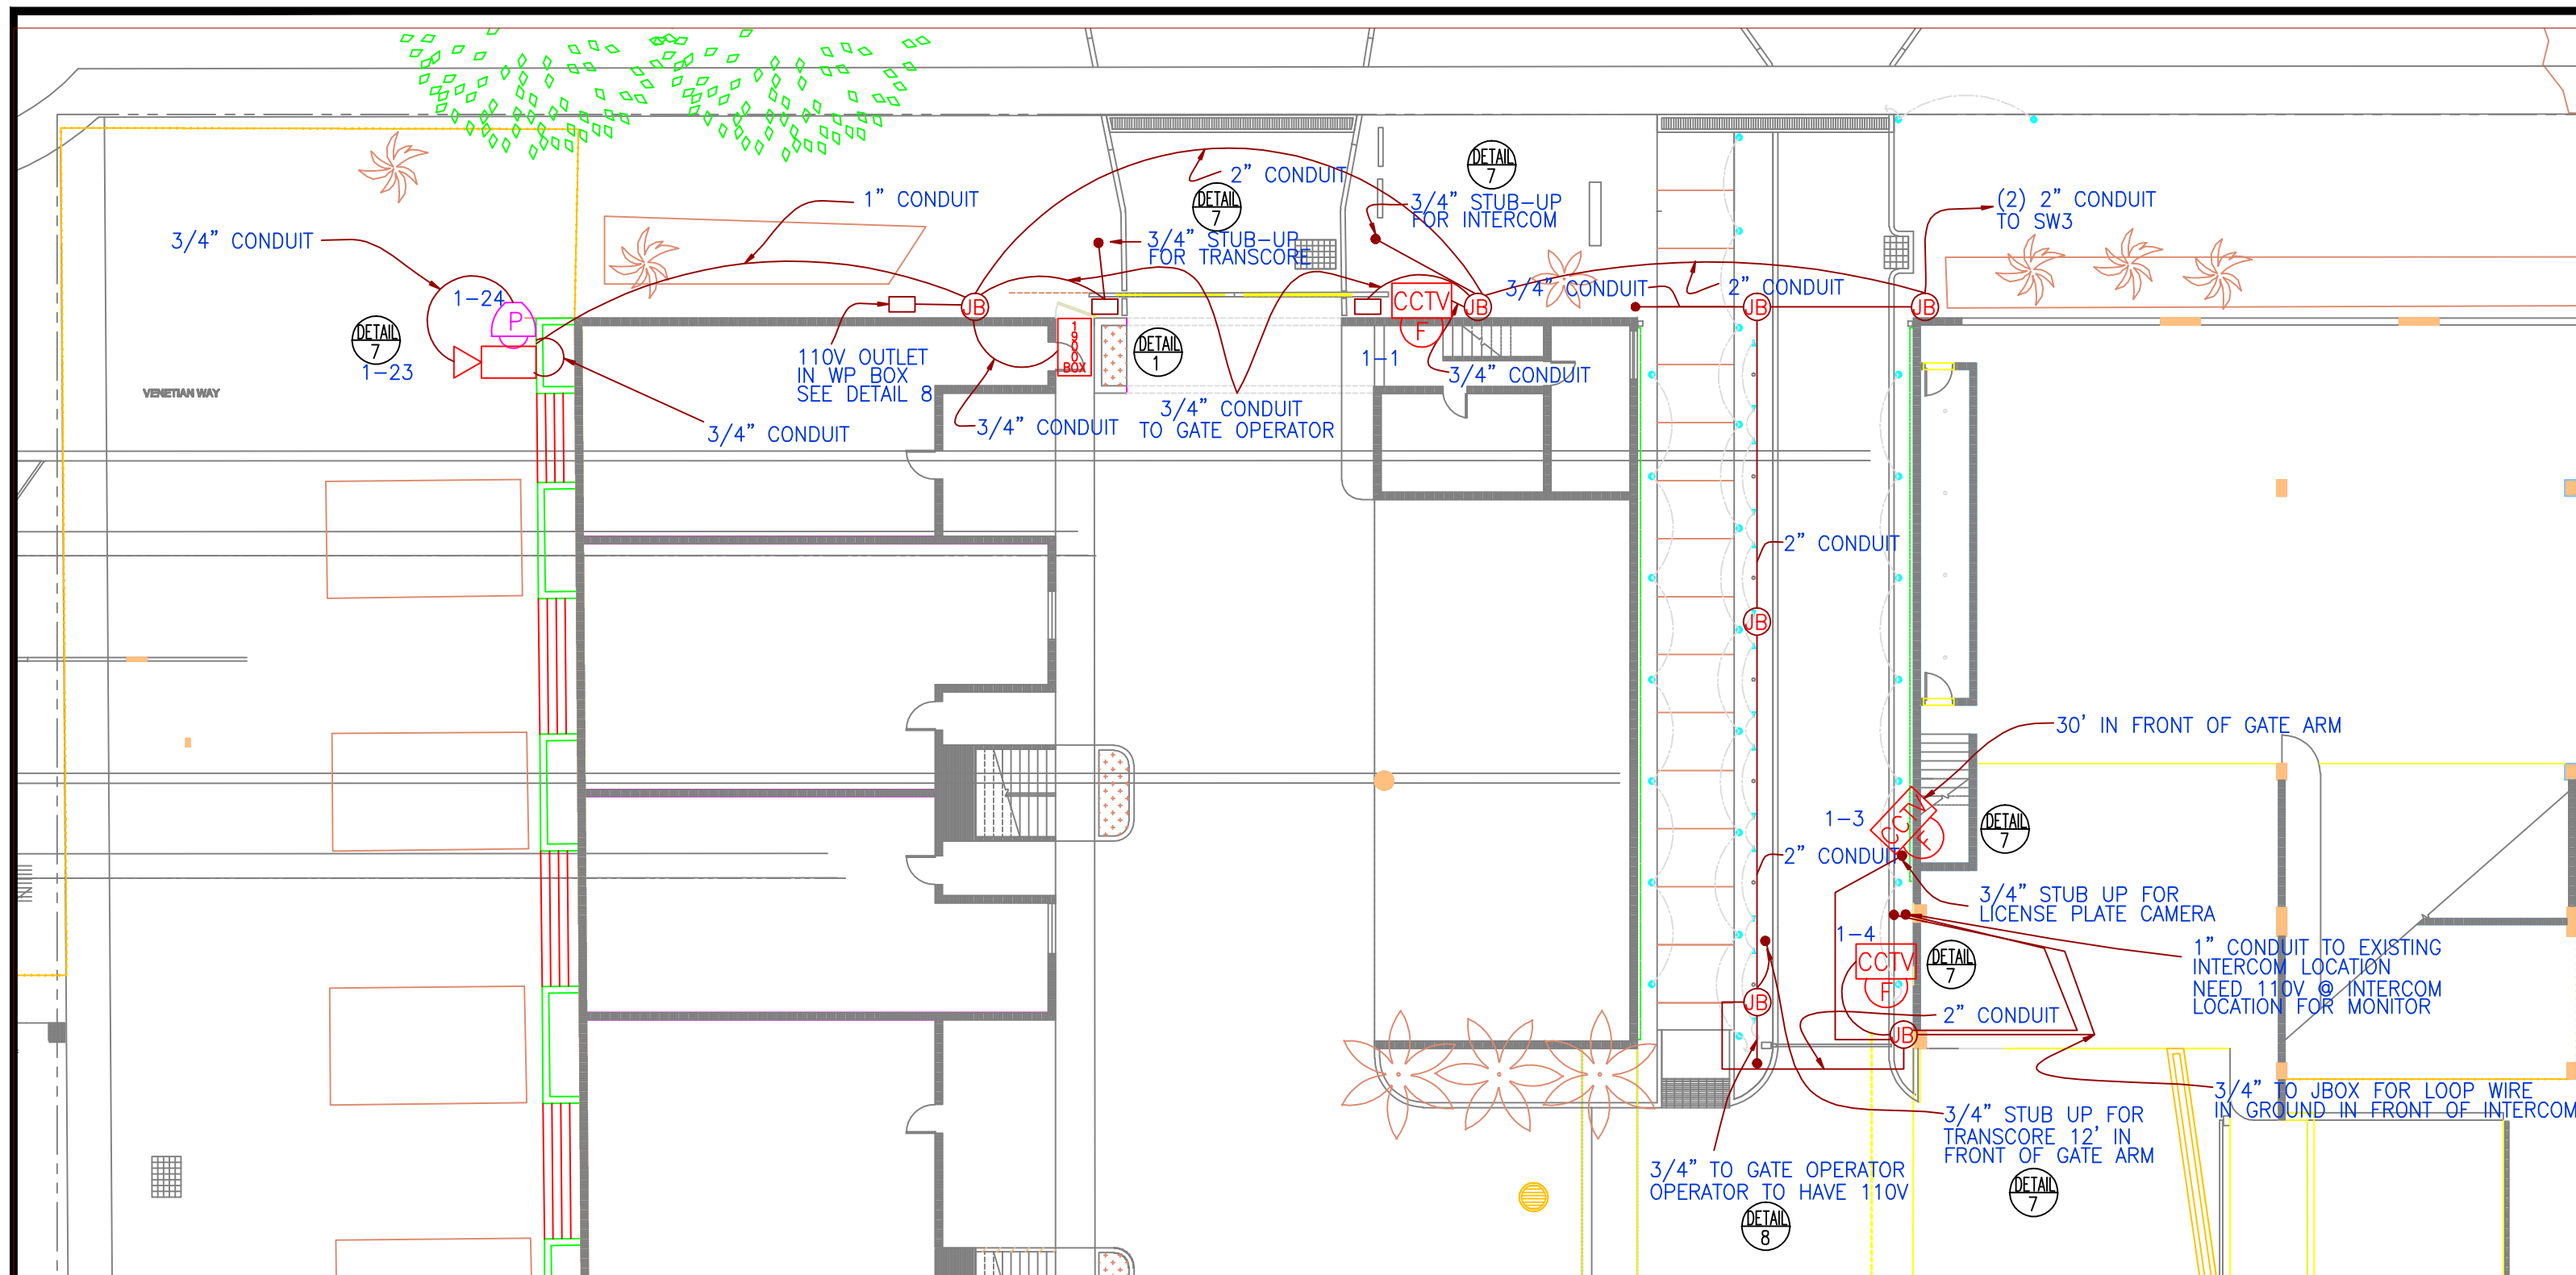 DETAIL
7
2” CONDUIT
1” CONDUIT
DETAIL
7
3/4” STUB-UP
FOR INTERCOM
(2) 2” CONDUIT
TO SW3
3/4” CONDUIT
3/4” STUB-UP
FOR TRANSCORE
1-24
P
JB
CCTV
F
JB
3/4” CONDUIT
2” CONDUIT
JB
JB
DETAIL
7
1-23
110V OUTLET
IN WP BOX
SEE DETAIL 8
1
9
0
0
0
BOX
DETAIL
1
1-1
3/4” CONDUIT
VENETIAN WAY
3/4” CONDUIT
3/4” CONDUIT
3/4” CONDUIT
TO GATE OPERATOR
2” CONDUIT
JB
30’ IN FRONT OF GATE ARM
1-3
CCTV
F
DETAIL
7
2” CONDUIT
3/4” STUB UP FOR
LICENSE PLATE CAMERA
1-4
CCTV
F
DETAIL
7
1” CONDUIT TO EXISTING
INTERCOM LOCATION
NEED 110V @ INTERCOM
LOCATION FOR MONITOR
JB
2” CONDUIT
JB
3/4” TO JBOX FOR LOOP WIRE
IN GROUND IN FRONT OF INTERCOM
3/4” STUB UP FOR
TRANSCORE 12’ IN
FRONT OF GATE ARM
DETAIL
7
3/4” TO GATE OPERATOR
OPERATOR TO HAVE 110V
DETAIL
8